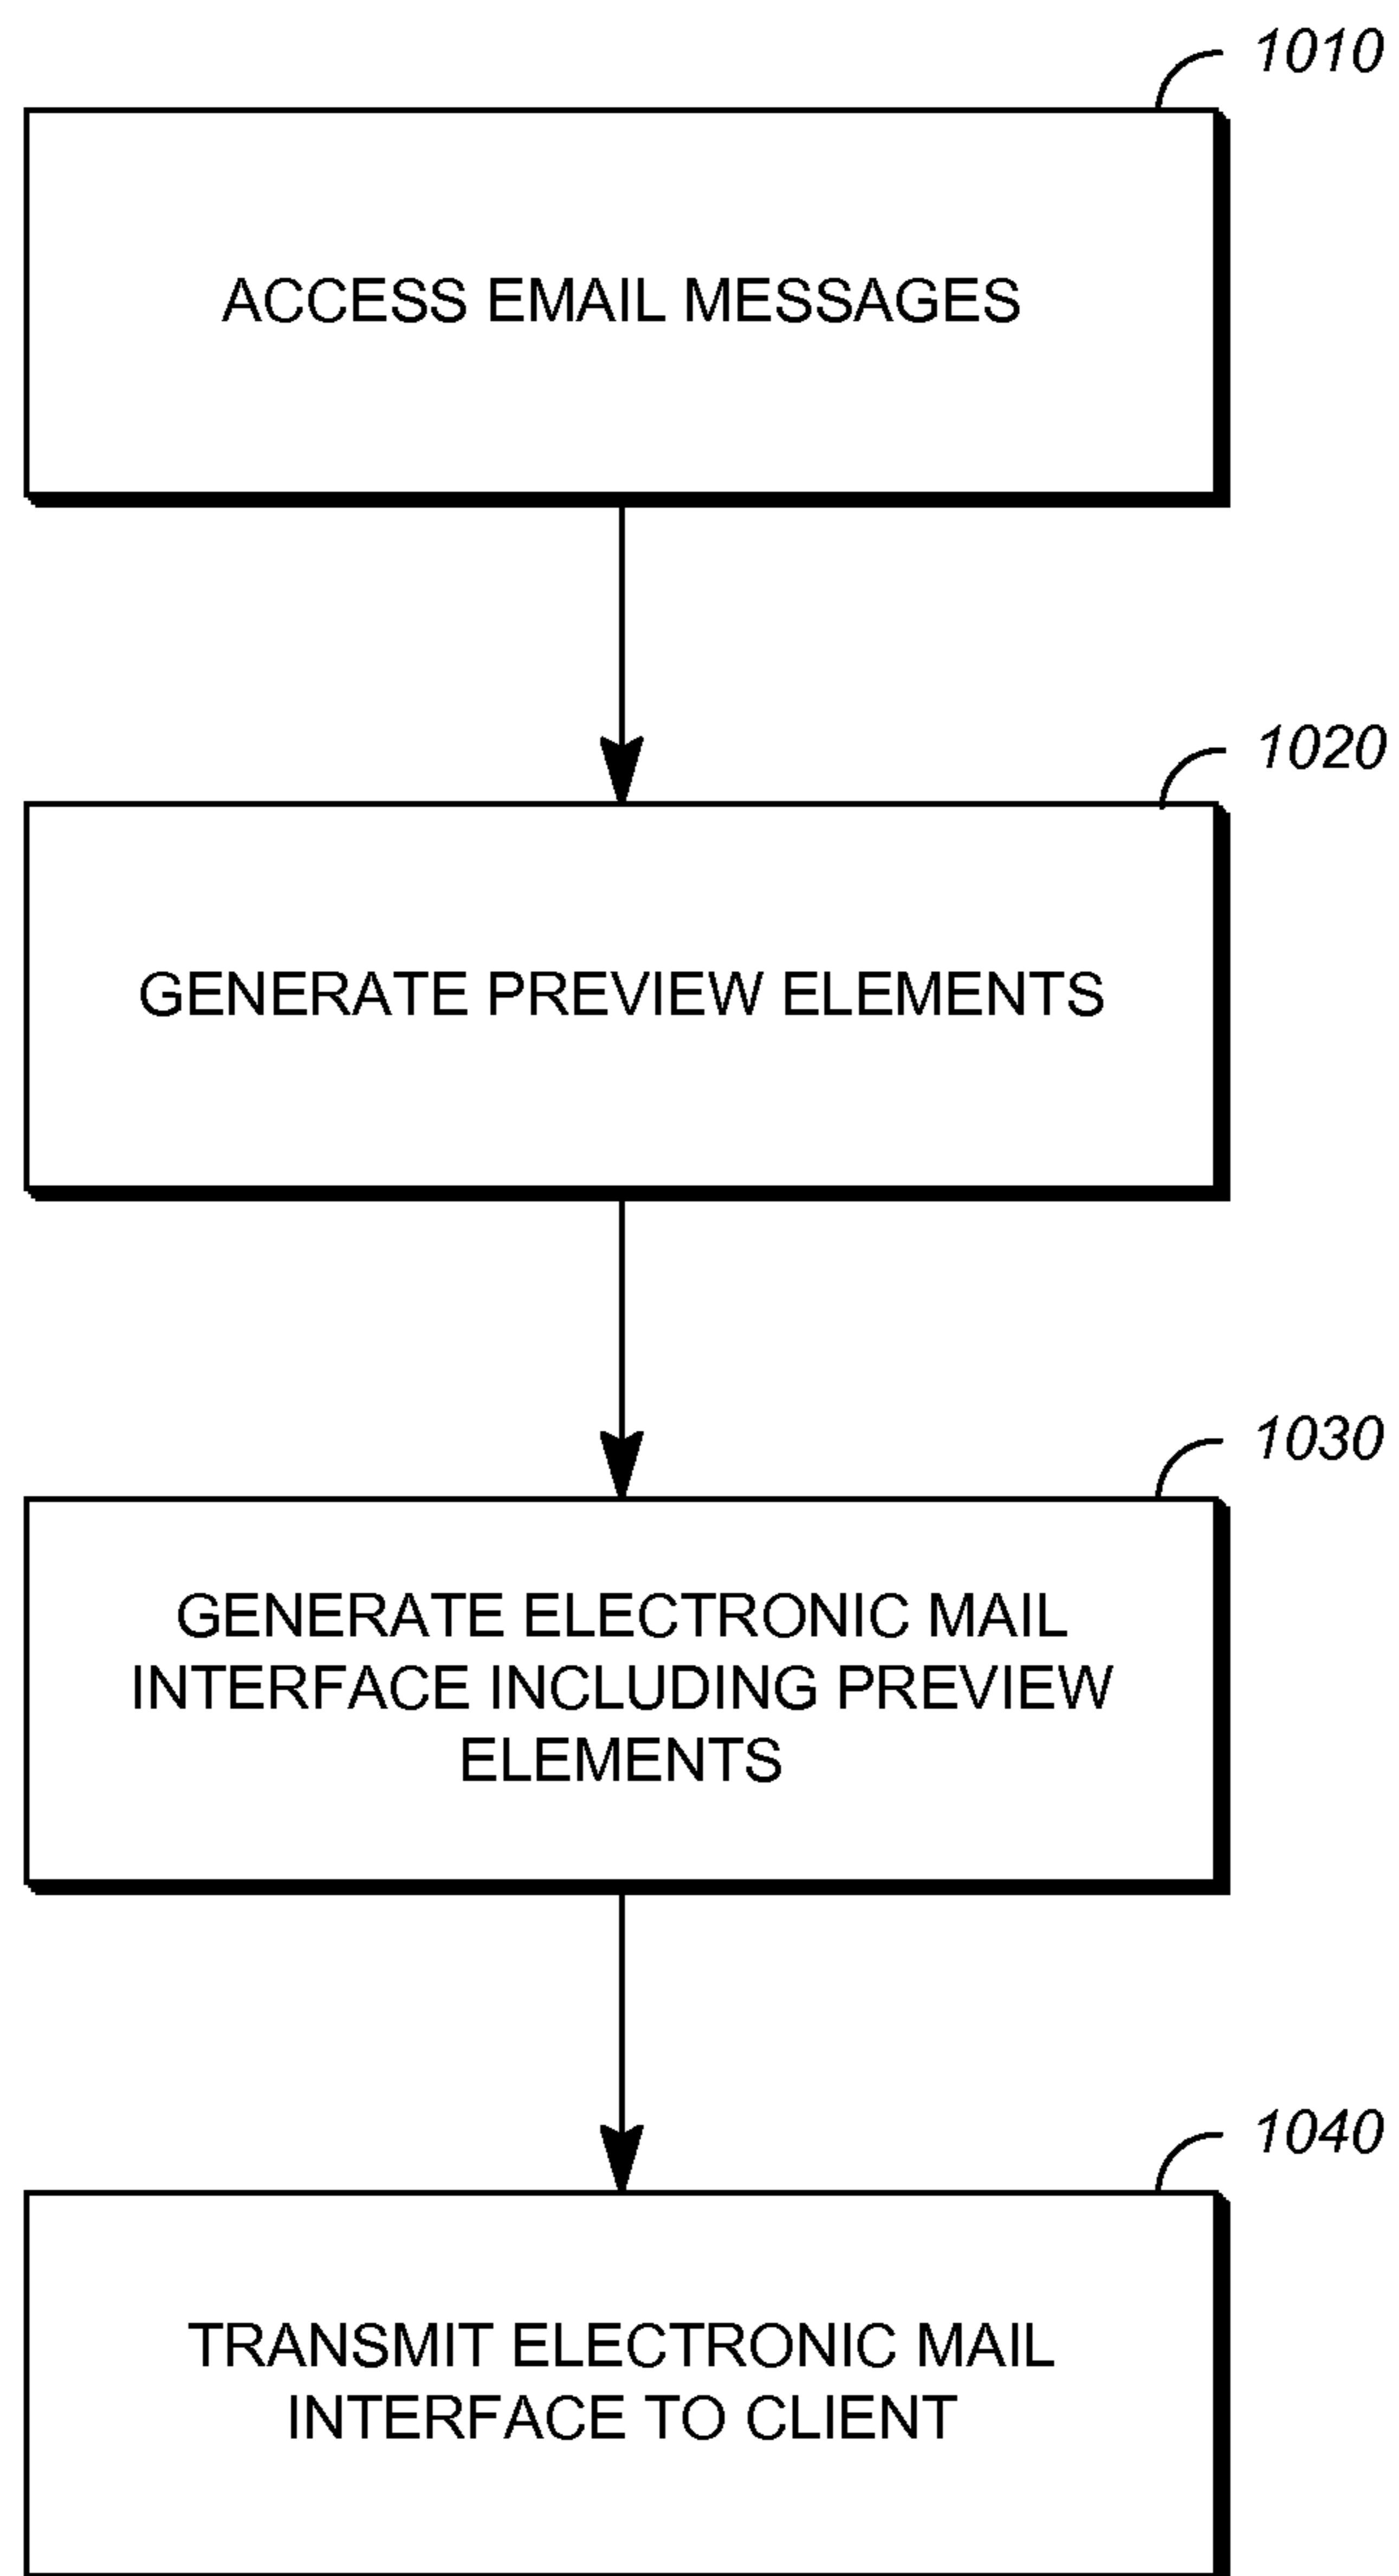 1010
ACCESS EMAIL MESSAGES
1020
GENERATE PREVIEW ELEMENTS
1030
GENERATE ELECTRONIC MAIL
INTERFACE INCLUDING PREVIEW
ELEMENTS
1040
TRANSMIT ELECTRONIC MAIL
INTERFACE TO CLIENT